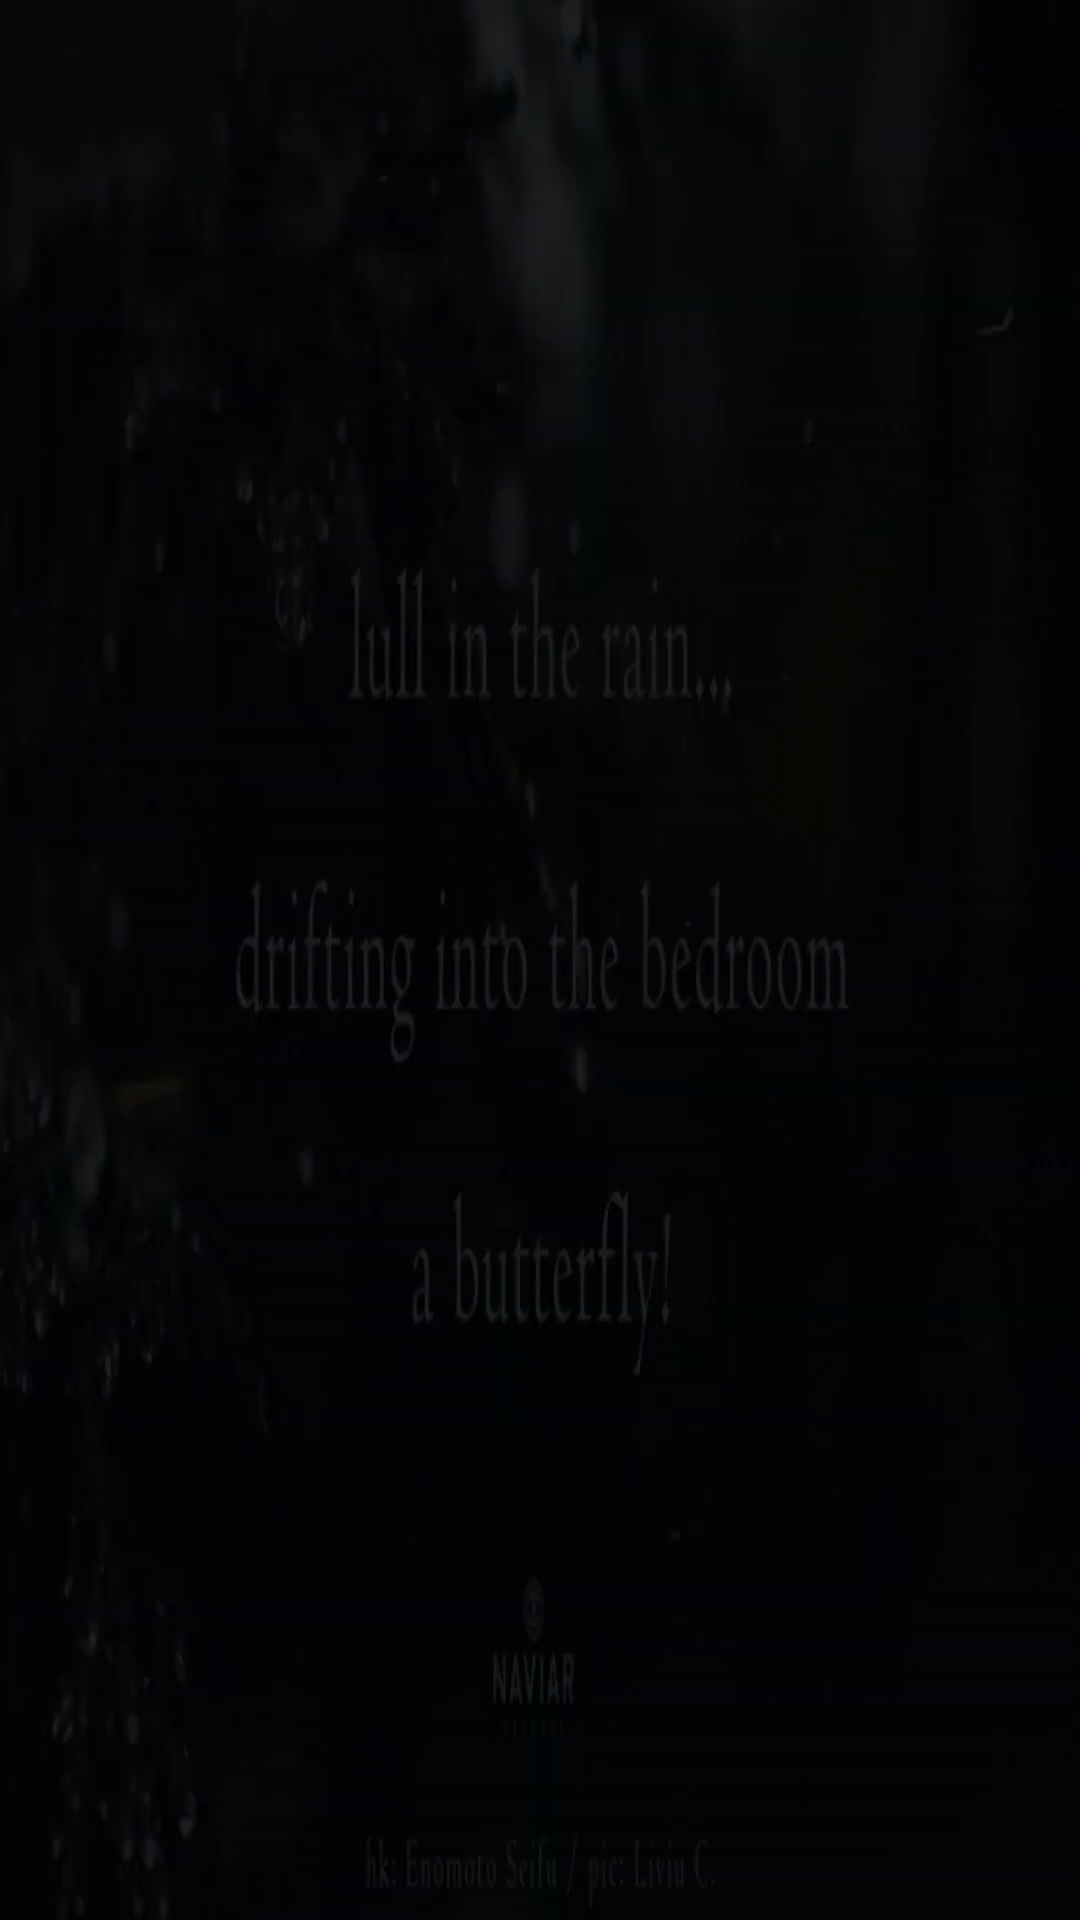 lull in the rain...
drifting into the bedroom
a butterfly!
NAVIAR
hk: Enomoto Seifu / pic: Liviu C.